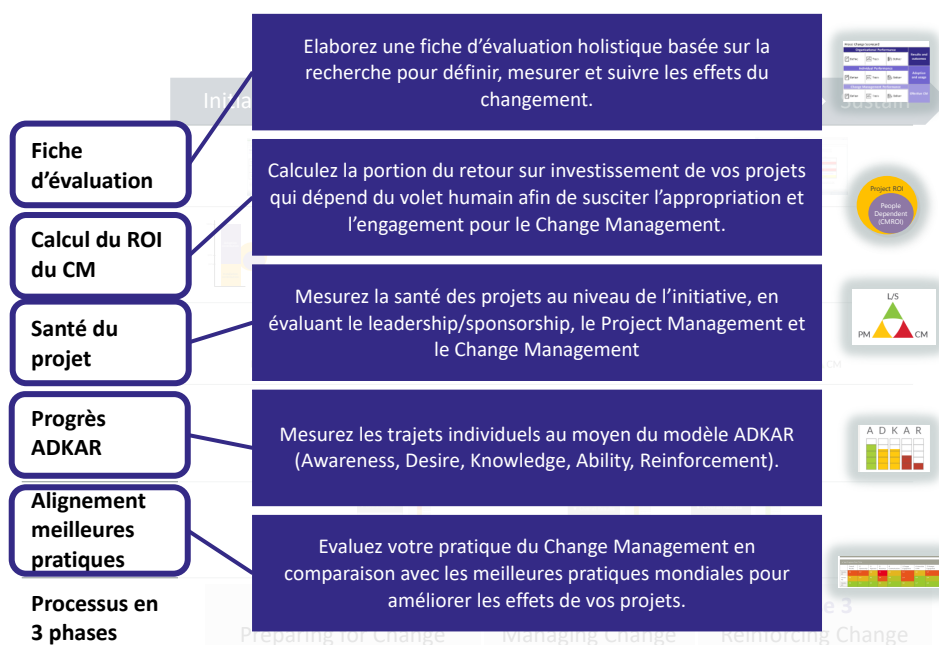 Elaborez une fiche d'évaluation holistique basée sur la
recherche pour définir, mesurer et suivre les effets du
changement.
Initia
Sustain
Fiche
d'évaluation
Calculez la portion du retour sur investissement de vos projets
qui dépend du volet humain afin de susciter l'appropriation et
l'engagement pour le Change Management.
Project ROI
People
Dependent
(CMROI)
Calcul du ROI
du CM
Mesurez la santé des projets au niveau de l'initiative, en
évaluant le leadership/sponsorship, le Project Management et
le Change Management
L/S
PM
CM
Santé du
projet
CM
Progrès
ADKAR
Mesurez les trajets individuels au moyen du modèle ADKAR
(Awareness, Desire, Knowledge, Ability, Reinforcement).
A D K A R
Alignement
meilleures
pratiques
Evaluez votre pratique du Change Management en
comparaison avec les meilleures pratiques mondiales pour
améliorer les effets de vos projets.
Processus en
3 phases
e 3
Preparing for Change
Managing Change
Reinforcing Change